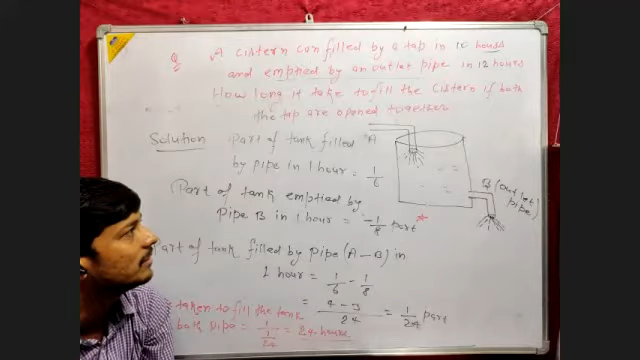 Q A cistern can filled by a tap in 10 hours
and emptied by an outlet pipe in 12 hours
How long it take to fill the cistern if both
the tap are opened together
Solution Part of tank filled A
by pipe in 1 hour = 1/6
Part of tank emptied by
Pipe B in 1 hour = -1/8 part
B (outlet pipe)
Part of tank filled by pipe (A - B) in
1 hour = 1/6 - 1/8
= 4-3/24 = 1/24 part
taken to fill the tank
both pipe = 1/1/24 = 24 hours